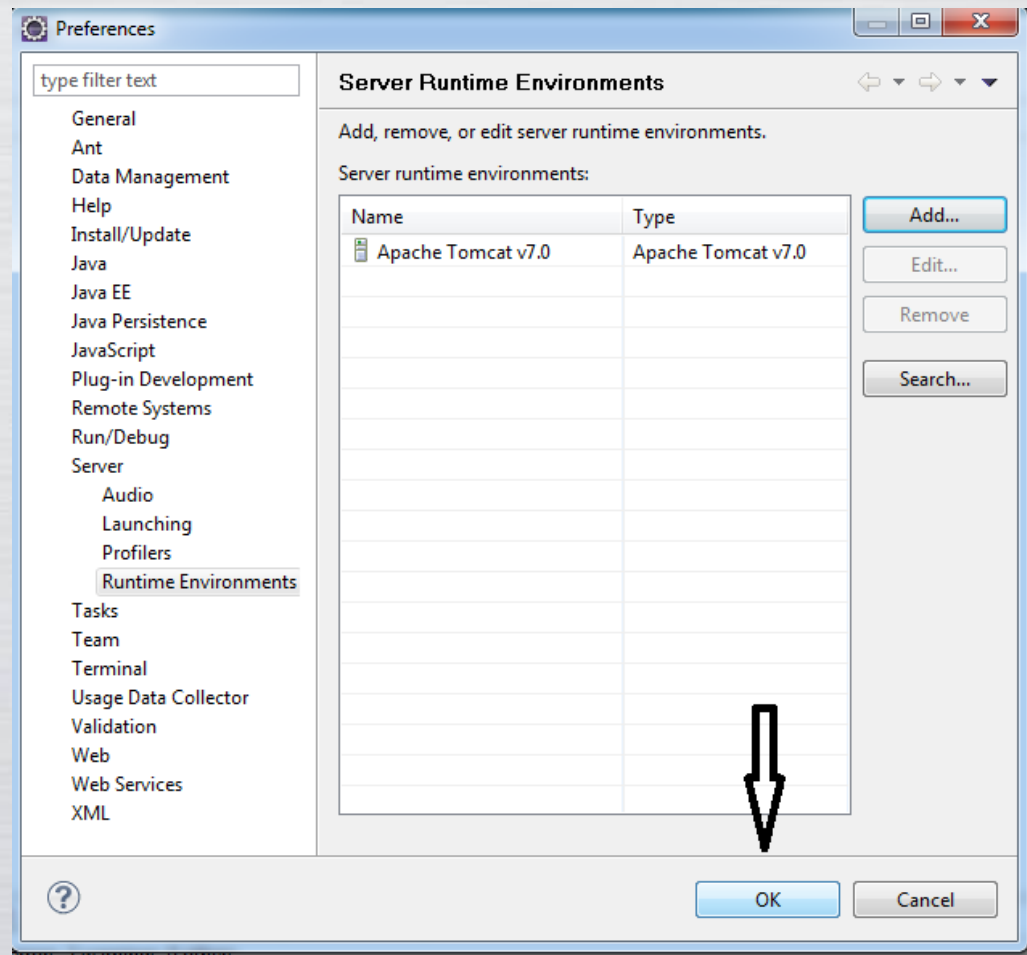 Preferences
type filter text
General
Ant
Data Management
Help
Install/Update
Java
Java EE
Java Persistence
JavaScript
Plug-in Development
Remote Systems
Run/Debug
Server
Audio
Launching
Profilers
Runtime Environments
Tasks
Team
Terminal
Usage Data Collector
Validation
Web
Web Services
XML
Server Runtime Environments
Add, remove, or edit server runtime environments.
Server runtime environments:
Name Type
Apache Tomcat v7.0 Apache Tomcat v7.0
Add...
Edit...
Remove
Search...
?
OK Cancel